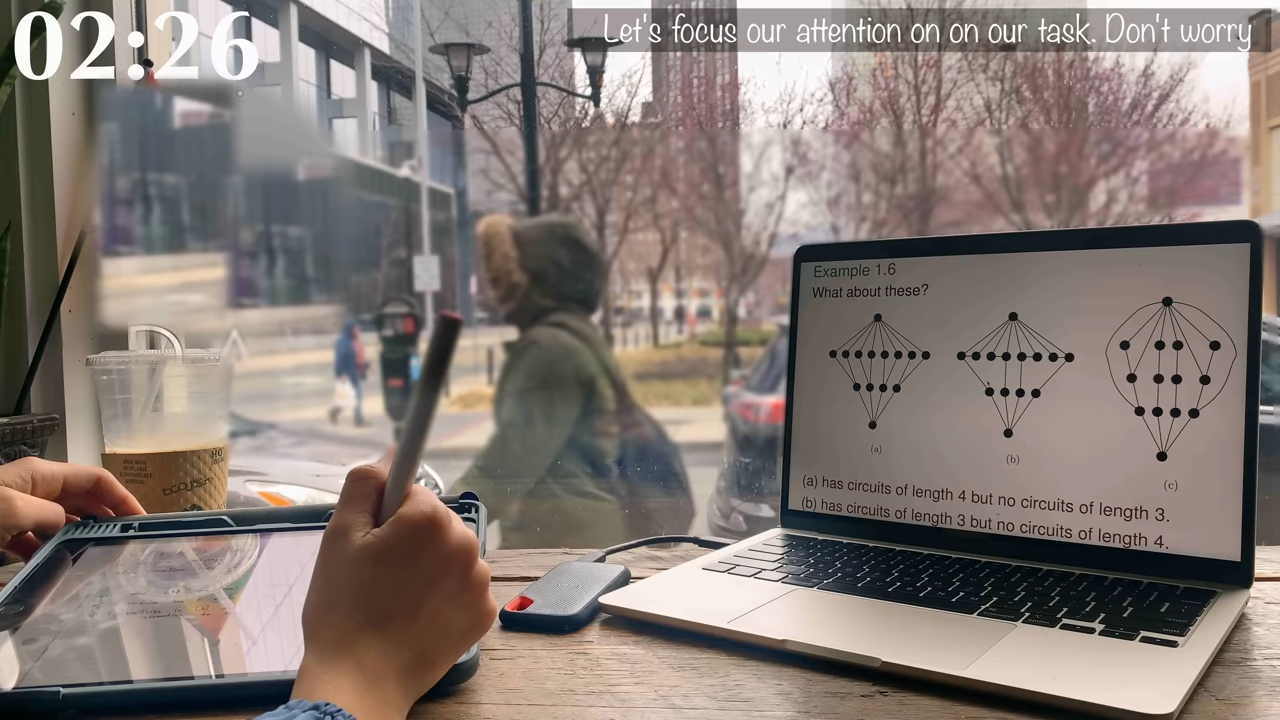 02:26
Let's focus our attention on on our task. Don't worry
Example 1.6
What about these?
(a)
(b)
(c)
(a) has circuits of length 4 but no circuits of length 3.
(b) has circuits of length 3 but no circuits of length 4.